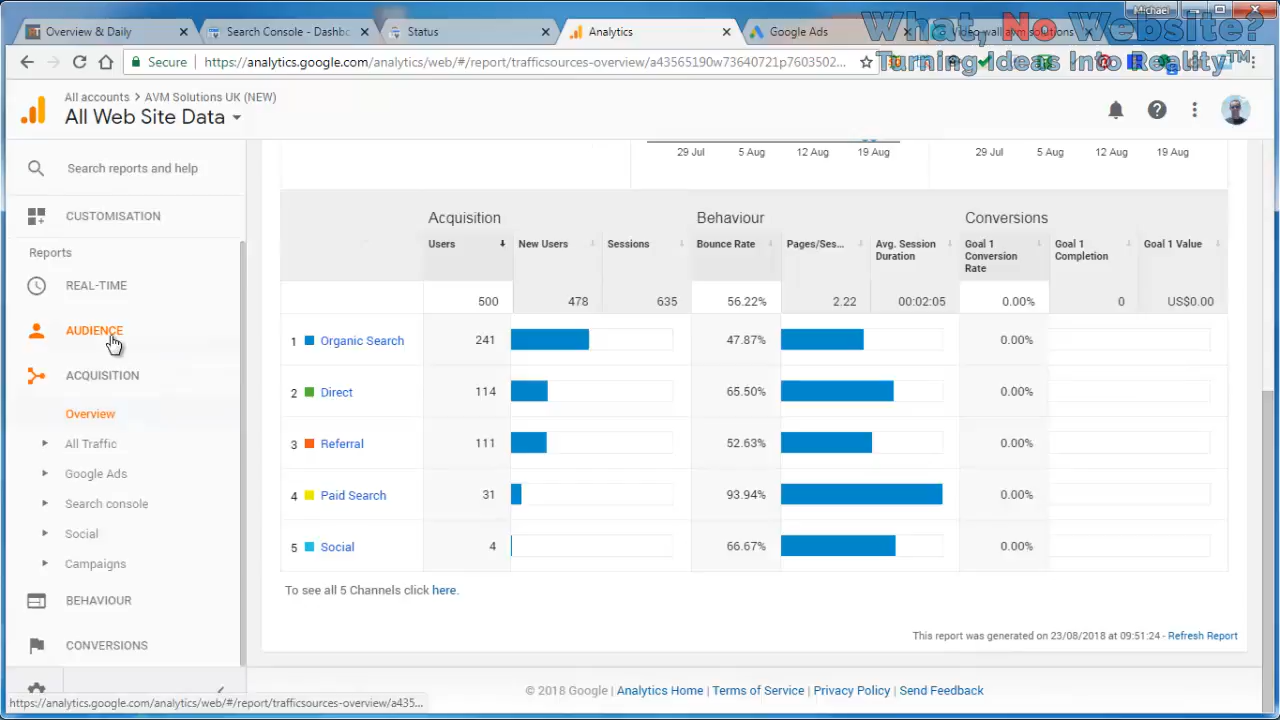 Michael
Overview & Daily
Search Console - Dashbo
Status
Analytics
Google Ads
Video wall avm solutions
What, No Website?
Turning Ideas Into Reality™
Secure
https://analytics.google.com/analytics/web/#/report/trafficsources-overview/a43565190w73640721p7603502...
All accounts > AVM Solutions UK (NEW)
All Web Site Data
Search reports and help
CUSTOMISATION
Reports
REAL-TIME
AUDIENCE
ACQUISITION
Overview
All Traffic
Google Ads
Search console
Social
Campaigns
BEHAVIOUR
CONVERSIONS
29 Jul 5 Aug 12 Aug 19 Aug
29 Jul 5 Aug 12 Aug 19 Aug
Acquisition Behaviour Conversions
Users New Users Sessions Bounce Rate Pages/Ses... Avg. Session Duration Goal 1 Conversion Rate Goal 1 Completion Goal 1 Value
500 478 635 56.22% 2.22 00:02:05 0.00% 0 US$0.00
1 Organic Search 241 47.87% 0.00%
2 Direct 114 65.50% 0.00%
3 Referral 111 52.63% 0.00%
4 Paid Search 31 93.94% 0.00%
5 Social 4 66.67% 0.00%
To see all 5 Channels click here.
This report was generated on 23/08/2018 at 09:51:24 - Refresh Report
© 2018 Google | Analytics Home | Terms of Service | Privacy Policy | Send Feedback
https://analytics.google.com/analytics/web/#/report/trafficsources-overview/a435...